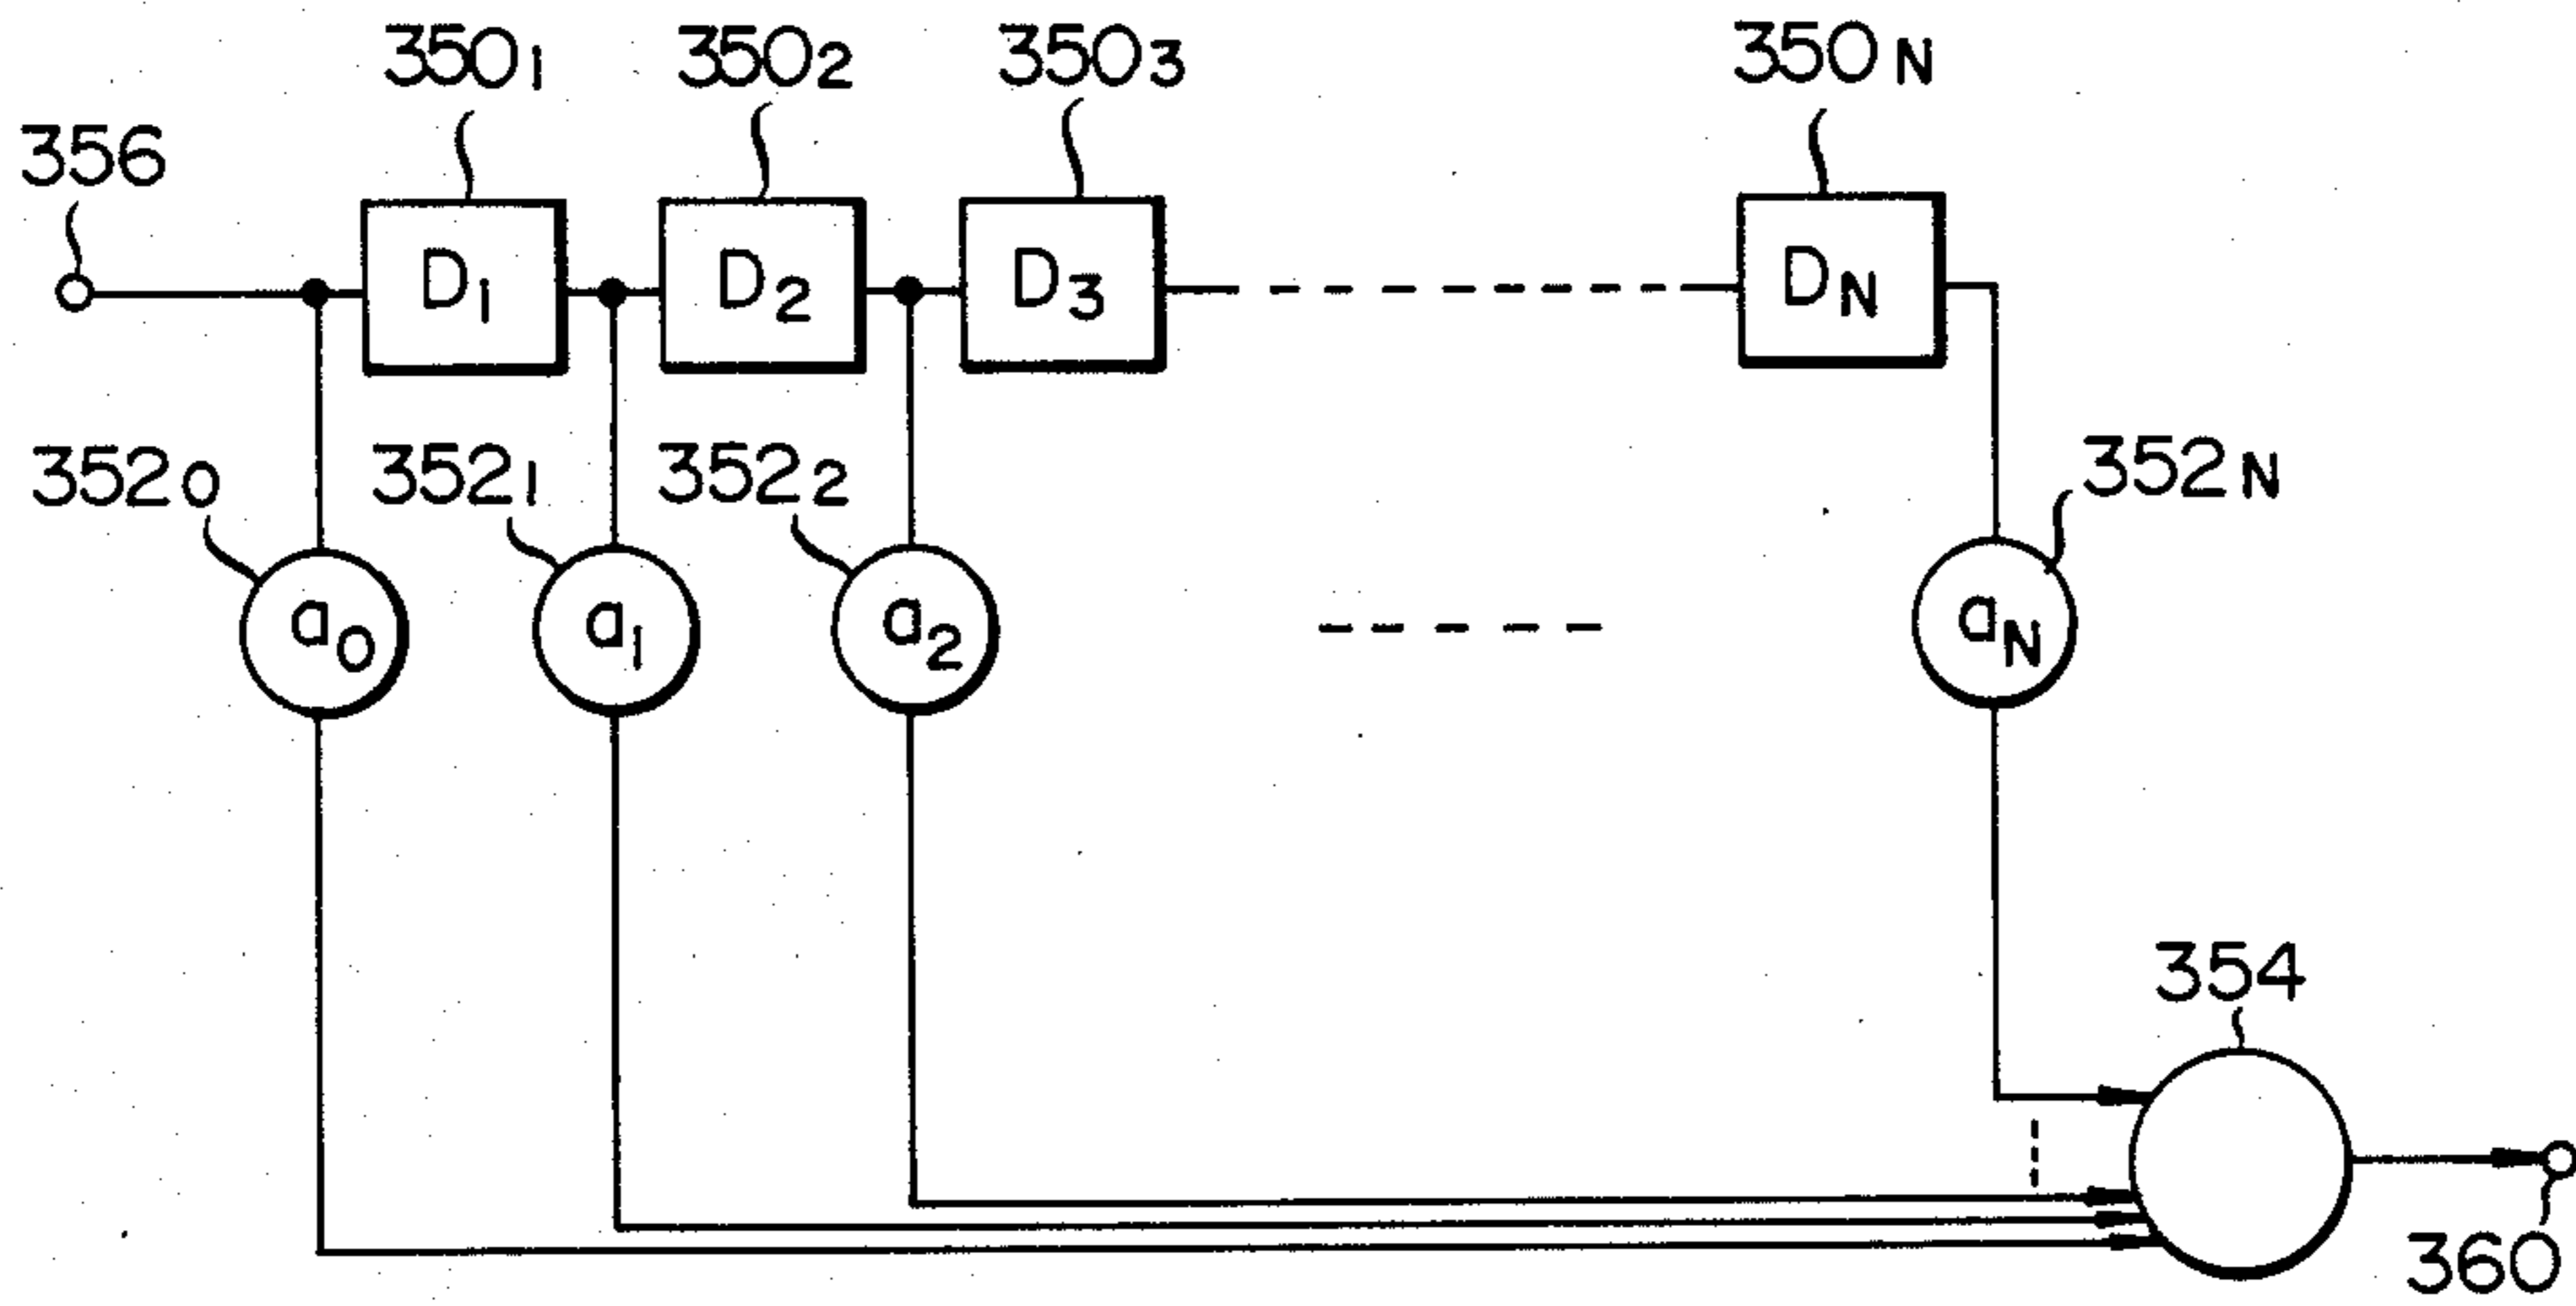 350₁ 350₂ 350₃ 350N
356
D₁ D₂ D₃ DN
352₀ 352₁ 352₂ 352N
a₀ a₁ a₂ aN
354
360